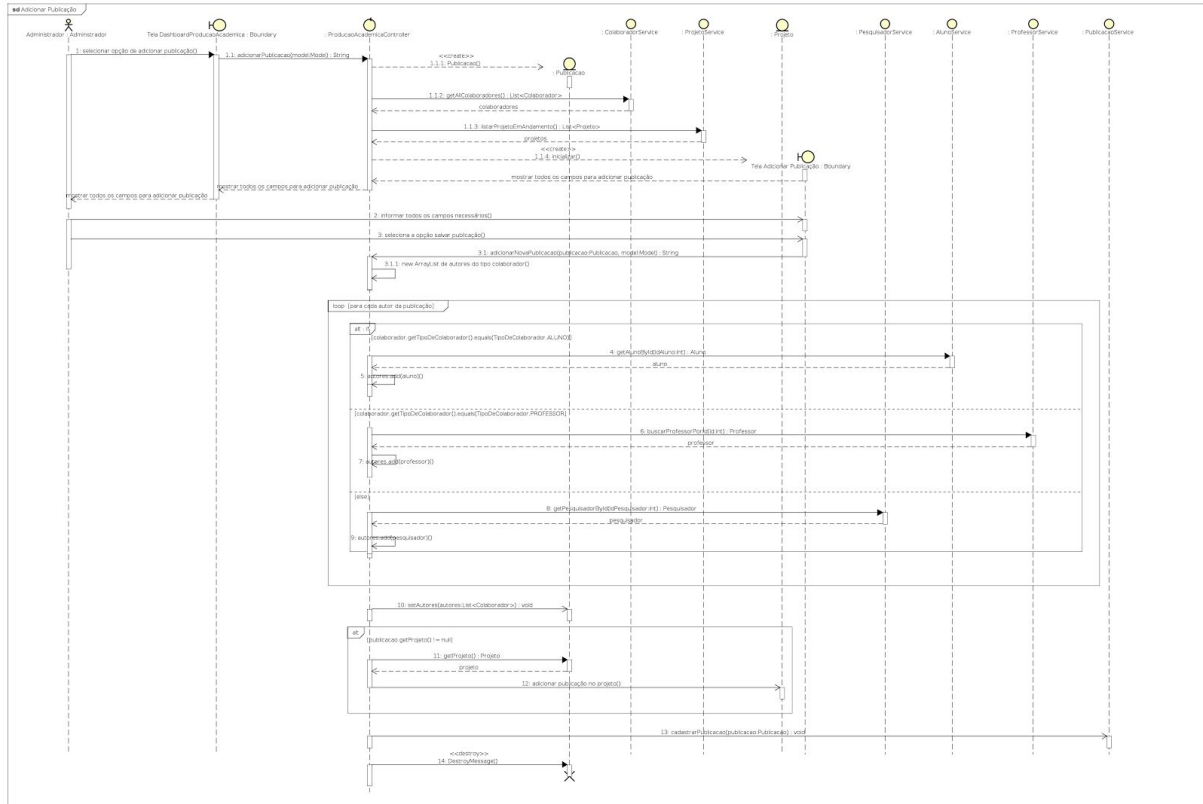 sd Adicionar Publicação
Administrador : Adminstrador
Tela DashboardProducaoAcademica : Boundary
: ProducaoAcademicaController
: ColaboradorService
: ProjetoService
: Projeto
: PesquisadorService
: AlunoService
: ProfessorService
: PublicacaoService
1: selecionar opção de adcionar publicação()
1.1: adicionarPublicacao(model:Model) : String
<<create>>
1.1.1: Publicacao()
: Publicacao
1.1.2: getAllColaboradores() : List<Colaborador>
colaboradores
1.1.3: listarProjetoEmAndamento() : List<Projeto>
projetos
<<create>>
1.1.4: inicializar()
Tela Adicionar Publicação : Boundary
mostrar todos os campos para adicionar publicação
mostrar todos os campos para adicionar publicação
mostrar todos os campos para adicionar publicação
2: informar todos os campos necessários()
3: seleciona a opção salvar publicação()
3.1: adicionarNovaPublicacao(publicacao:Publicacao, model:Model) : String
3.1.1: new ArrayList de autores do tipo colaborador()
loop [para cada autor da publicação]
alt : if
[colaborador.getTipoDeColaborador().equals(TipoDeColaborador.ALUNO)]
4: getAlunoById(idAluno:int) : Aluno
aluno
5: autores.add(aluno)()
[colaborador.getTipoDeColaborador().equals(TipoDeColaborador.PROFESSOR)]
6: buscarProfessorPorId(id:int) : Professor
professor
7: autores.add(professor)()
[else]
8: getPesquisadorById(idPesquisador:int) : Pesquisador
pesquisador
9: autores.add(pesquisador)()
10: setAutores(autores:List<Colaborador>) : void
alt
[publicacao.getProjeto() != null]
11: getProjeto() : Projeto
projeto
12: adicionar publicação no projeto()
13: cadastrarPublicacao(publicacao:Publicacao) : void
<<destroy>>
14: DestroyMessage()